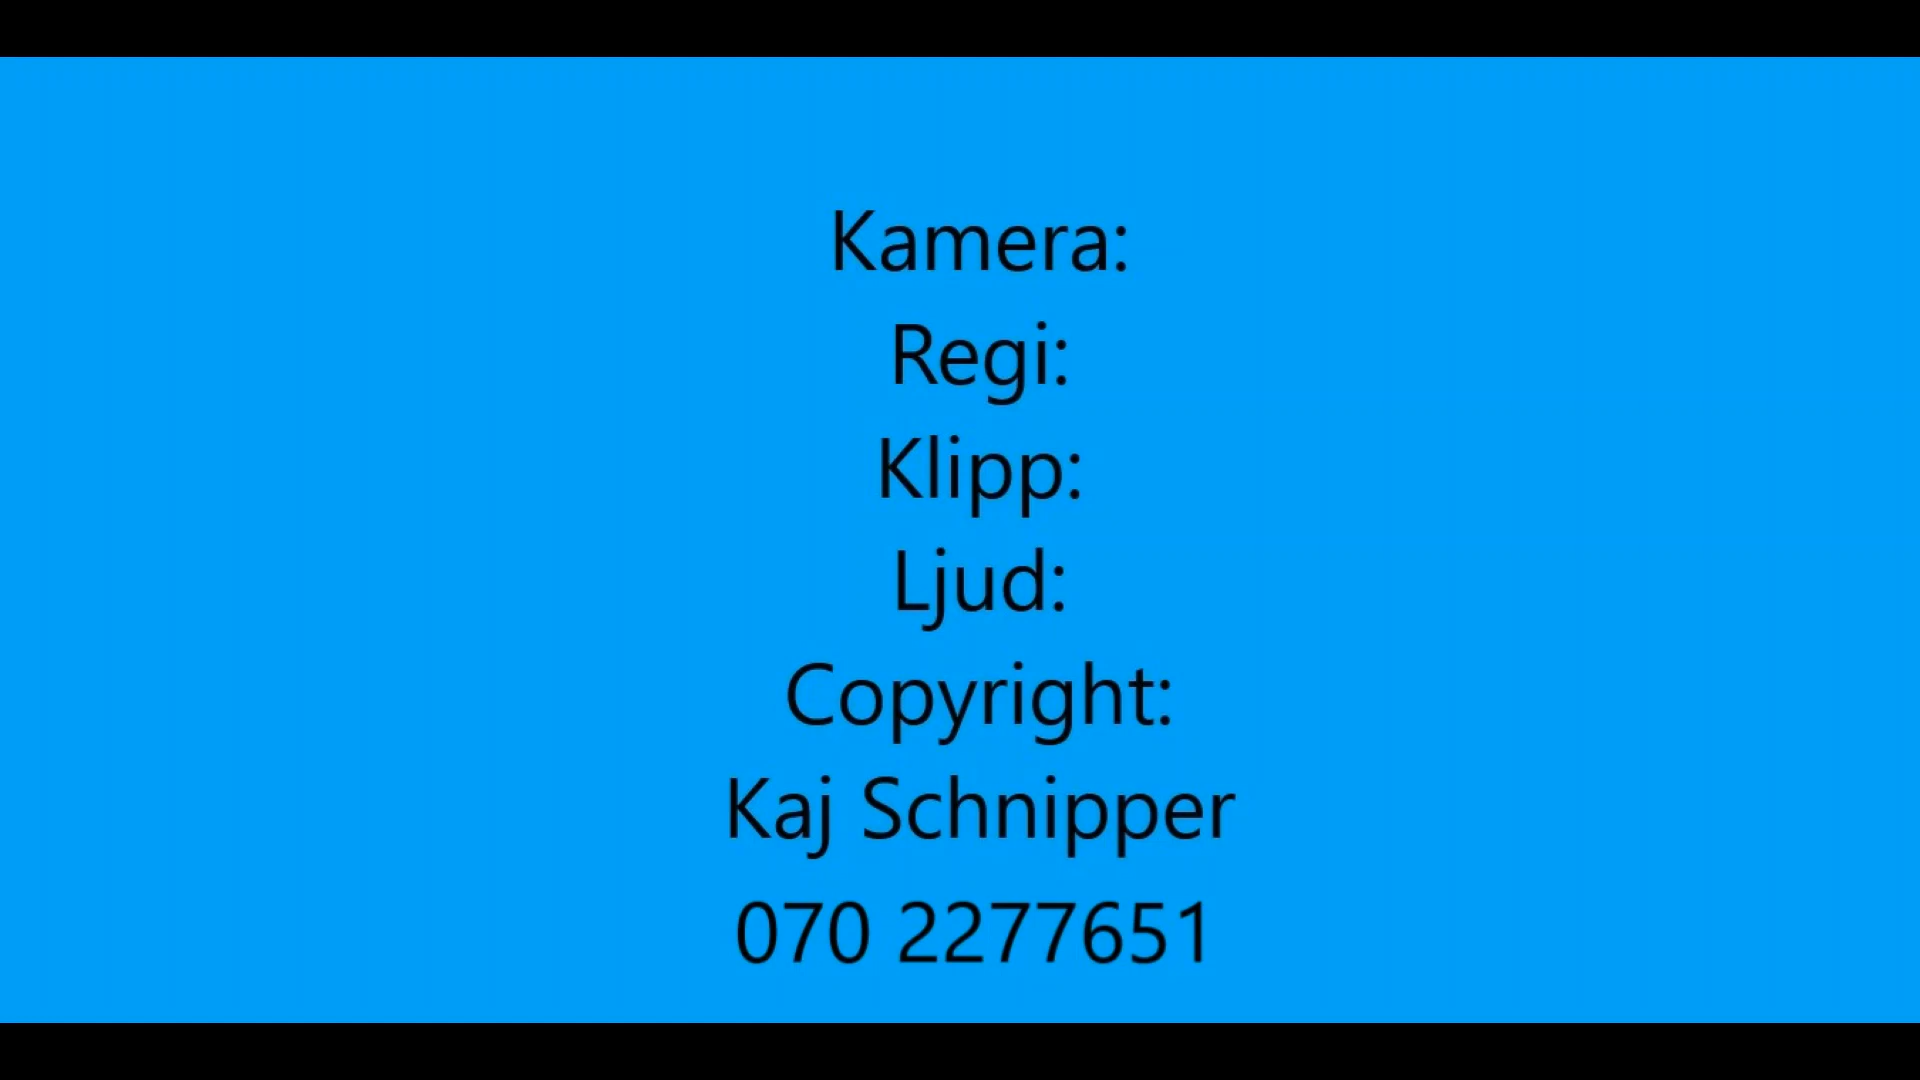 Kamera:
Regi:
Klipp:
Ljud:
Copyright:
Kaj Schnipper
070 2277651